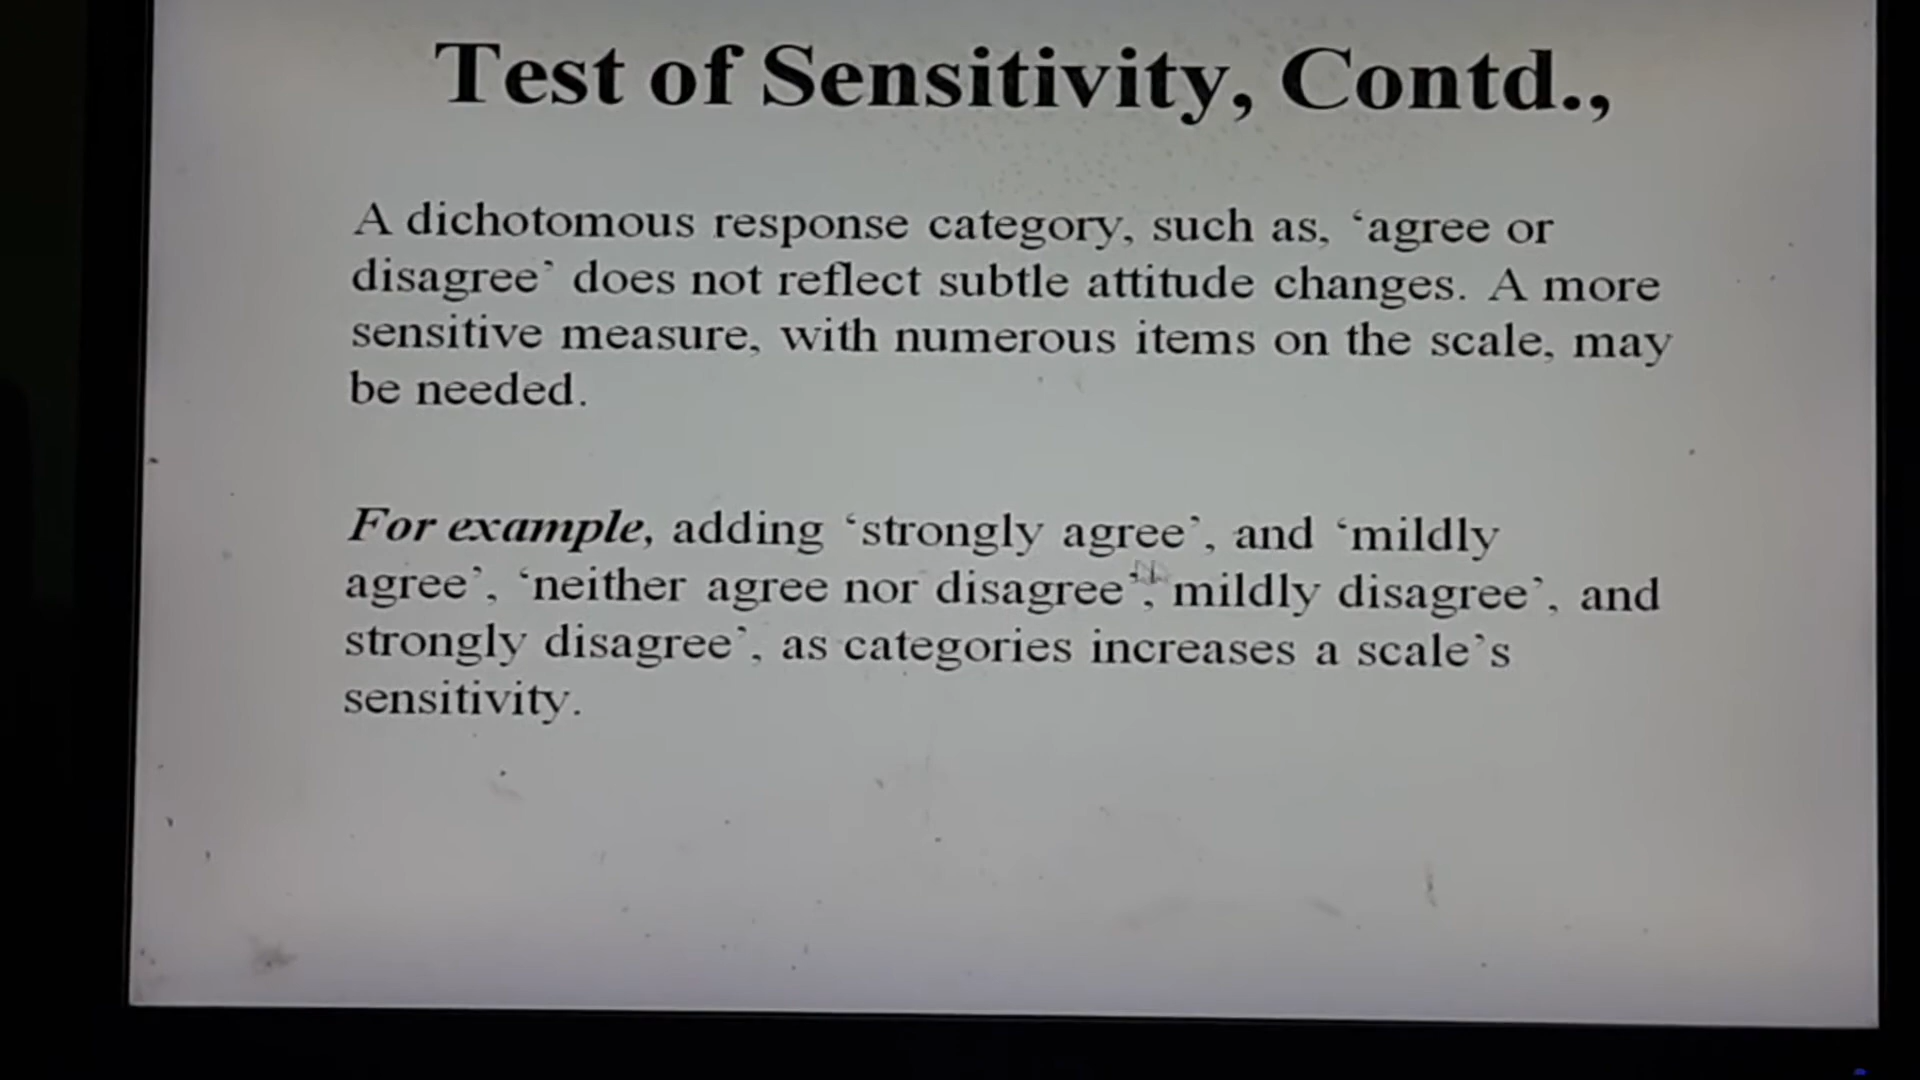 Test of Sensitivity, Contd.,
A dichotomous response category, such as, ‘agree or
disagree’ does not reflect subtle attitude changes. A more
sensitive measure, with numerous items on the scale, may
be needed.
For example, adding ‘strongly agree’, and ‘mildly
agree’, ‘neither agree nor disagree’, mildly disagree’, and
strongly disagree’, as categories increases a scale’s
sensitivity.